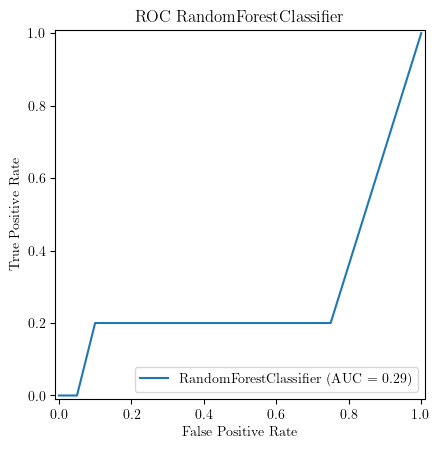 ROC RandomForestClassifier
True Positive Rate
1.0
0.8
0.6
0.4
0.2
0.0
RandomForestClassifier (AUC = 0.29)
0.0 0.2 0.4 0.6 0.8 1.0
False Positive Rate